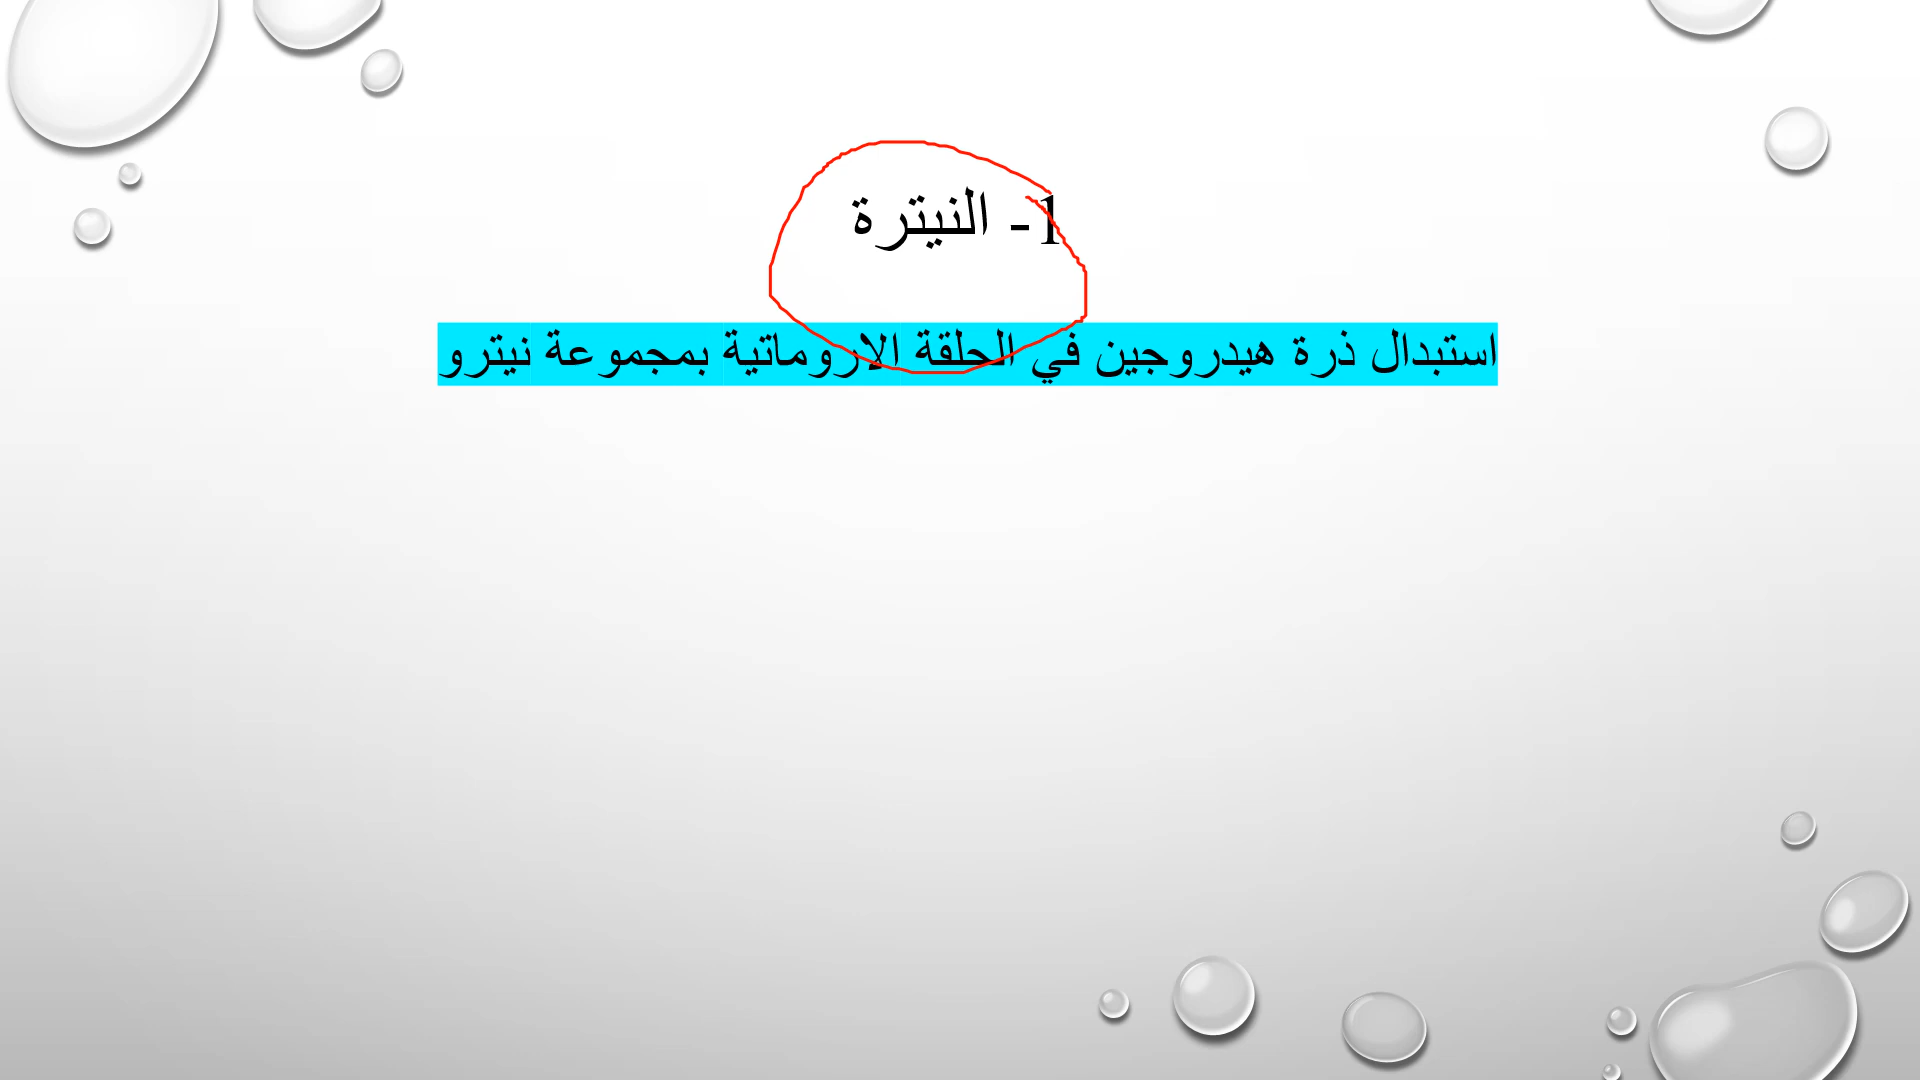 1- النيترة
استبدال ذرة هيدروجين في الحلقة الاروماتية بمجموعة نيترو